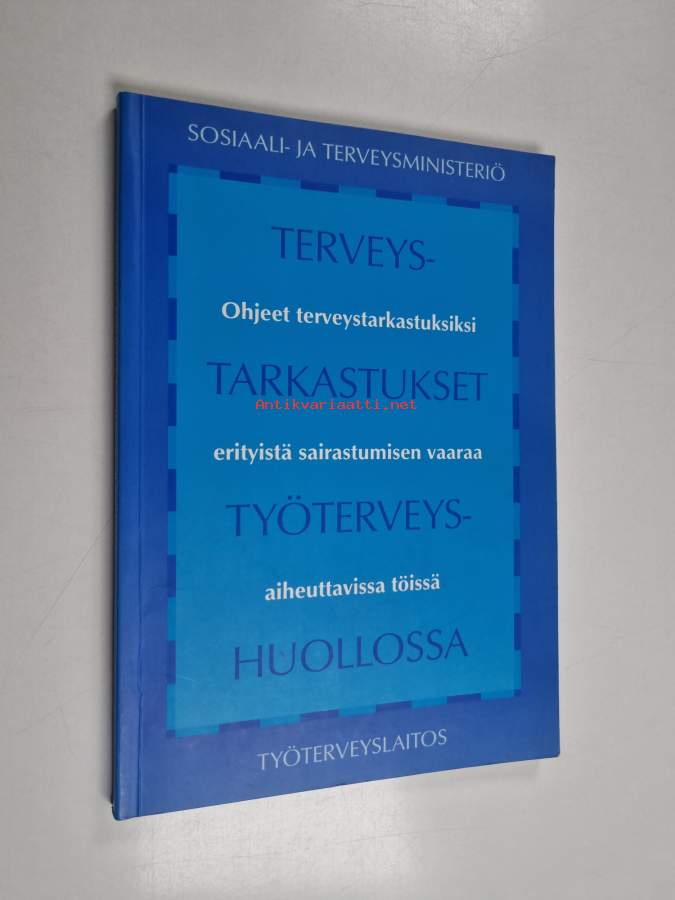 SOSIAALI- JA TERVEYSMINISTERIÖ
TERVEYS-
Ohjeet terveystarkastuksiksi
TARKASTUKSET
Antikvariaatti.net
erityistä sairastumisen vaaraa
TYÖTERVEYS-
aiheuttavissa töissä
HUOLLOSSA
TYÖTERVEYSLAITOS